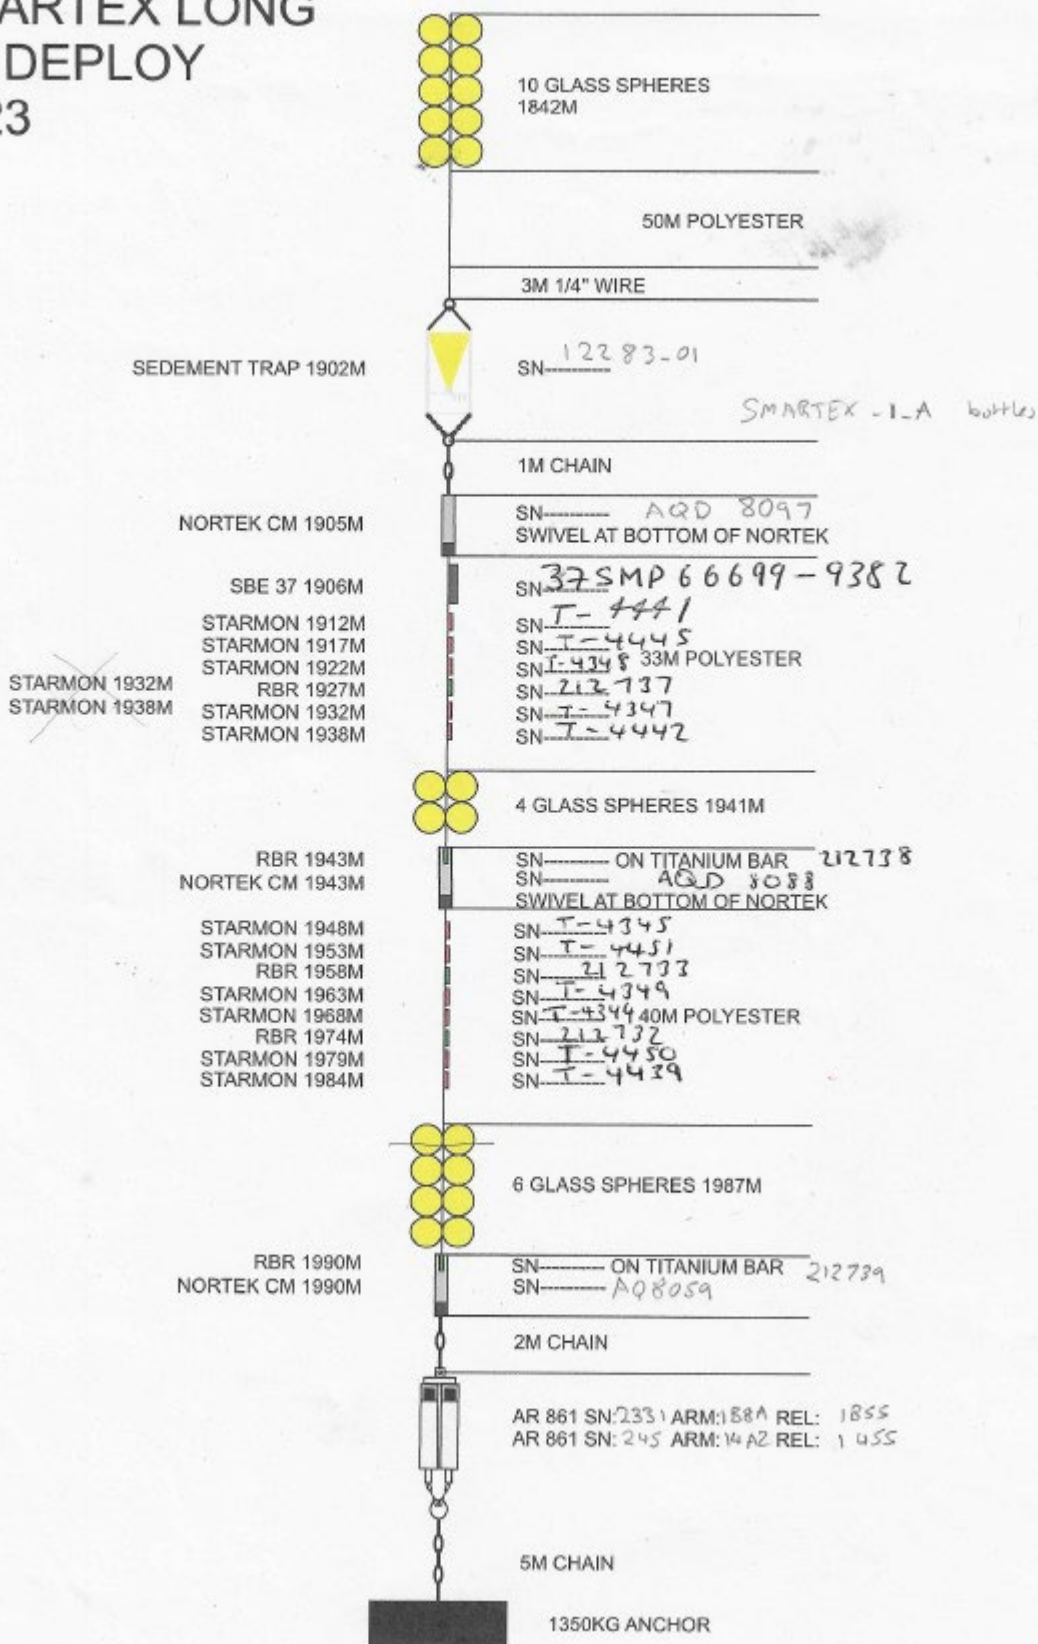 ARTEX LONG
DEPLOY
23
10 GLASS SPHERES
1842M
50M POLYESTER
3M 1/4" WIRE
SEDEMENT TRAP 1902M SN 12283-01
SMARTEX -1-A bottles
1M CHAIN
NORTEK CM 1905M SN AQD 8097
SWIVEL AT BOTTOM OF NORTEK
SBE 37 1906M SN 37SMP66699-9382
STARMON 1912M SN T-4441
STARMON 1917M SN T-4445
STARMON 1922M SN T-4348 33M POLYESTER
STARMON 1932M RBR 1927M SN 212737
STARMON 1938M STARMON 1932M SN T-4347
STARMON 1938M SN T-4442
4 GLASS SPHERES 1941M
RBR 1943M SN ON TITANIUM BAR 212738
NORTEK CM 1943M SN AQD 8088
SWIVEL AT BOTTOM OF NORTEK
STARMON 1948M SN T-4345
STARMON 1953M SN T-4451
RBR 1958M SN 212733
STARMON 1963M SN T-4349
STARMON 1968M SN T-4344 40M POLYESTER
RBR 1974M SN 212732
STARMON 1979M SN T-4450
STARMON 1984M SN T-4439
6 GLASS SPHERES 1987M
RBR 1990M SN ON TITANIUM BAR 212739
NORTEK CM 1990M SN AQ8059
2M CHAIN
AR 861 SN: 2331 ARM: 188A REL: 1855
AR 861 SN: 245 ARM: 14A2 REL: 1455
5M CHAIN
1350KG ANCHOR